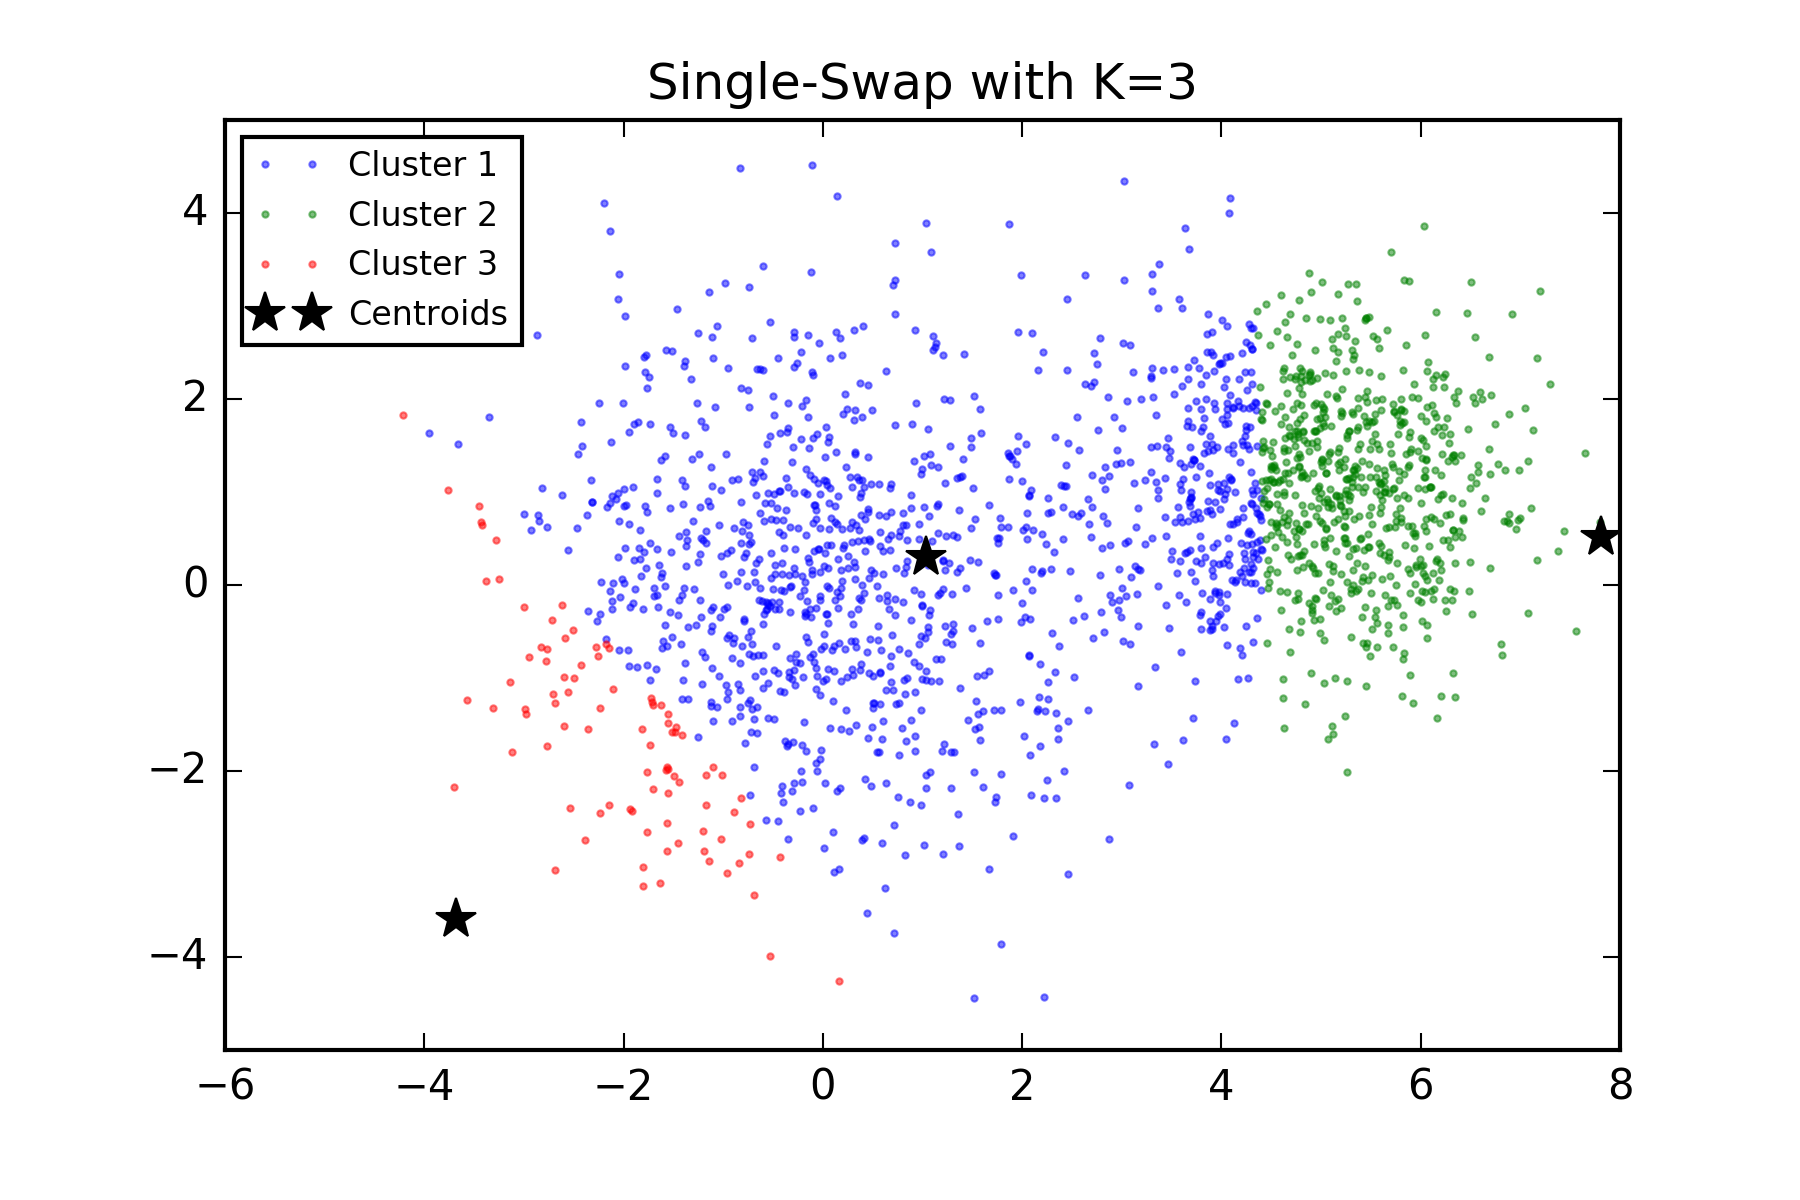 Single-Swap with K=3
Cluster 1
Cluster 2
Cluster 3
Centroids
4
2
0
−2
−4
−6 −4 −2 0 2 4 6 8